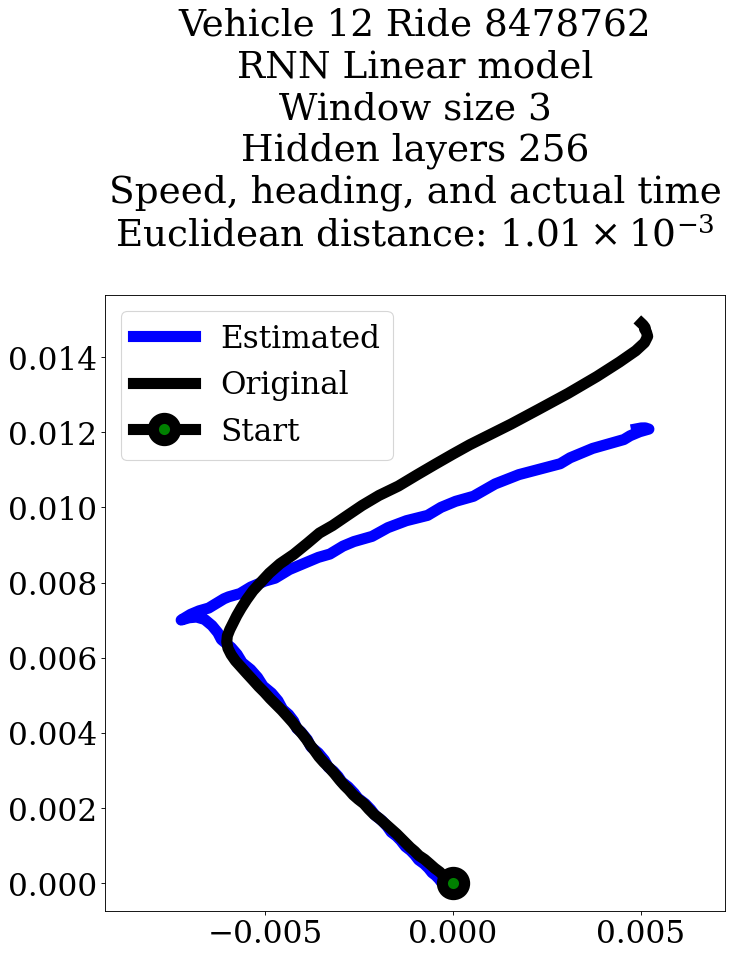 Vehicle 12 Ride 8478762
RNN Linear model
Window size 3
Hidden layers 256
Speed, heading, and actual time
Euclidean distance: 1.01 × 10⁻³
Estimated
Original
Start
0.014
0.012
0.010
0.008
0.006
0.004
0.002
0.000
−0.005 0.000 0.005